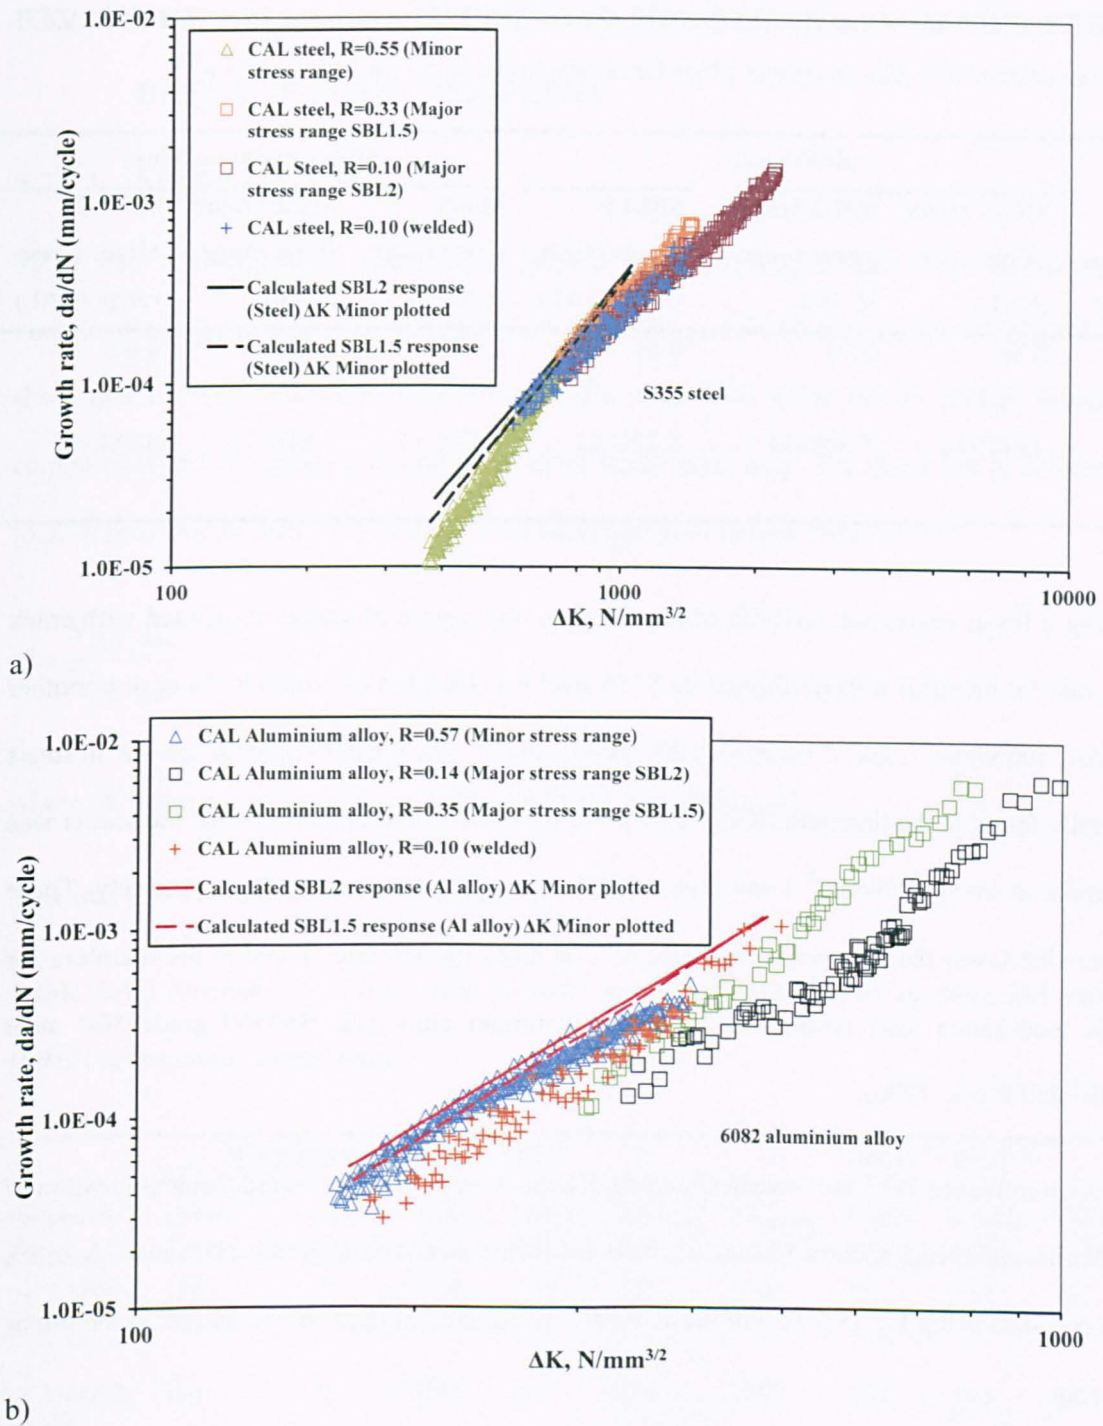 1.0E-02
1.0E-03
1.0E-04
1.0E-05
Growth rate da/dN (mm/cycle)
CAL steel, R=0.55 (Minor
stress range)
CAL steel, R=0.33 (Major
stress range SBL1.5)
CAL Steel, R=0.10 (Major
stress range SBL2)
CAL steel, R=0.10 (welded)
Calculated SBL2 response
(Steel) ΔK Minor plotted
Calculated SBL1.5 response
(Steel) ΔK Minor plotted
S355 steel
100
1000
10000
ΔK, N/mm³/²
a)
1.0E-02
1.0E-03
1.0E-04
1.0E-05
Growth rate, da/dN (mm/cycle)
CAL Aluminium alloy, R=0.57 (Minor stress range)
CAL Aluminium alloy, R=0.14 (Major stress range SBL2)
CAL Aluminium alloy, R=0.35 (Major stress range SBL1.5)
CAL Aluminium alloy, R=0.10 (welded)
Calculated SBL2 response (Al alloy) ΔK Minor plotted
Calculated SBL1.5 response (Al alloy) ΔK Minor plotted
6082 aluminium alloy
100
1000
ΔK, N/mm³/²
b)